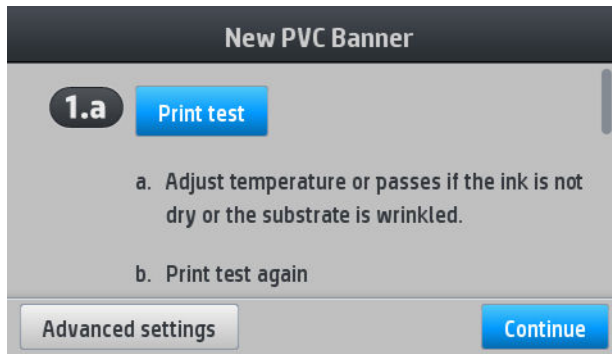 New PVC Banner
1.a Print test
a. Adjust temperature or passes if the ink is not
dry or the substrate is wrinkled.
b. Print test again
Advanced settings Continue